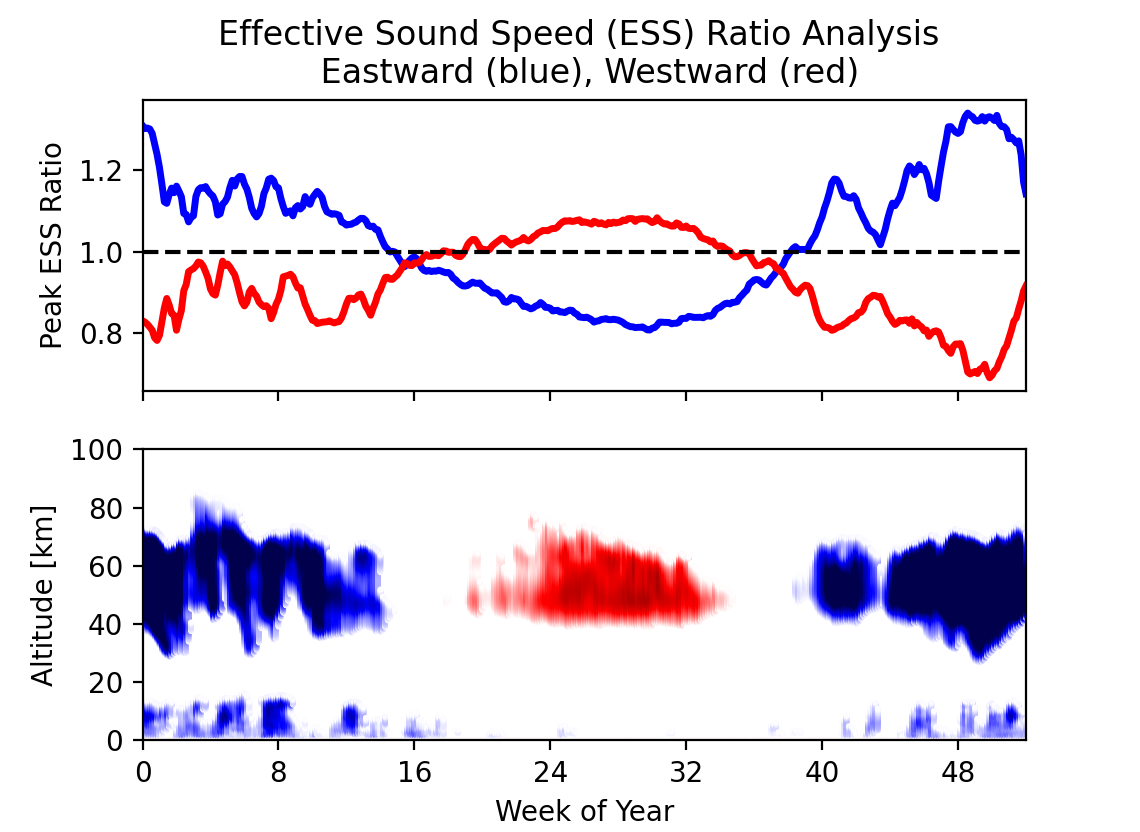 Effective Sound Speed (ESS) Ratio Analysis
Eastward (blue), Westward (red)
Peak ESS Ratio
1.2
1.0
0.8
Altitude [km]
100
80
60
40
20
0
0 8 16 24 32 40 48
Week of Year